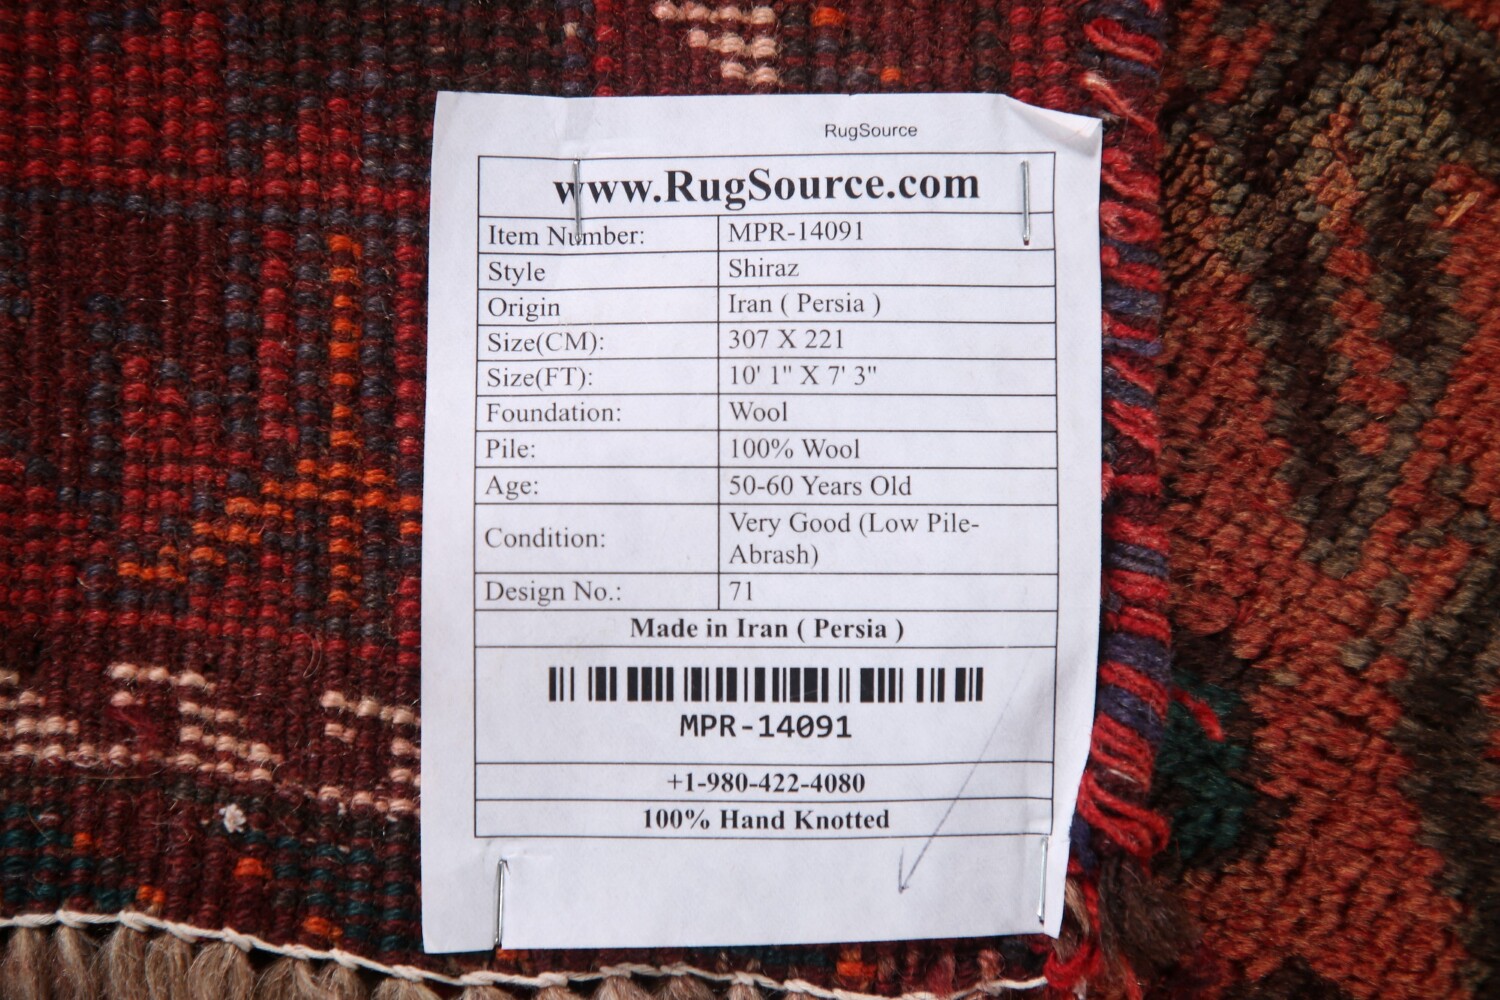 RugSource
www.RugSource.com
Item Number: MPR-14091
Style Shiraz
Origin Iran ( Persia )
Size(CM): 307 X 221
Size(FT): 10' 1" X 7' 3"
Foundation: Wool
Pile: 100% Wool
Age: 50-60 Years Old
Condition: Very Good (Low Pile-
Abrash)
Design No.: 71
Made in Iran ( Persia )
MPR-14091
+1-980-422-4080
100% Hand Knotted